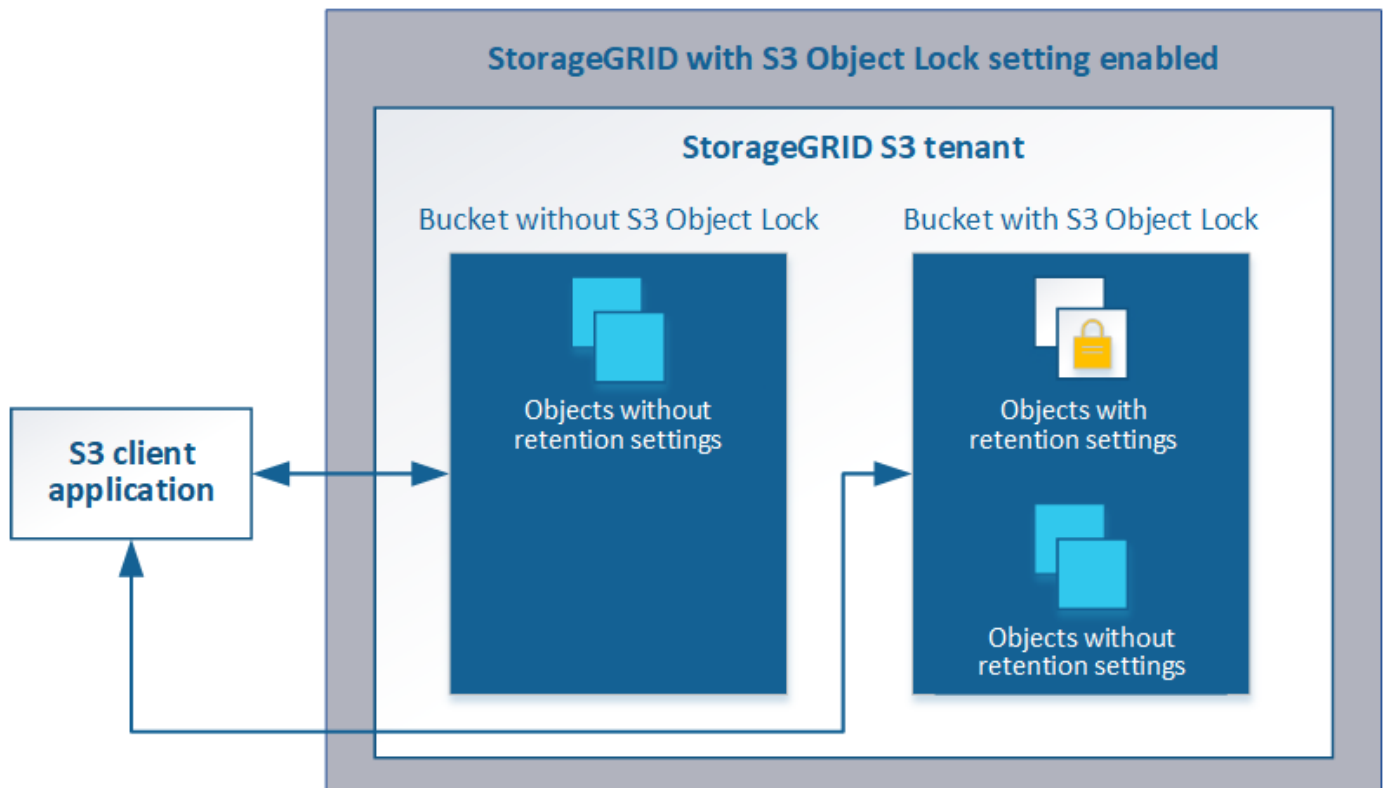 StorageGRID with S3 Object Lock setting enabled
StorageGRID S3 tenant
Bucket without S3 Object Lock
Bucket with S3 Object Lock
Objects without
retention settings
Objects with
retention settings
S3 client
application
Objects without
retention settings